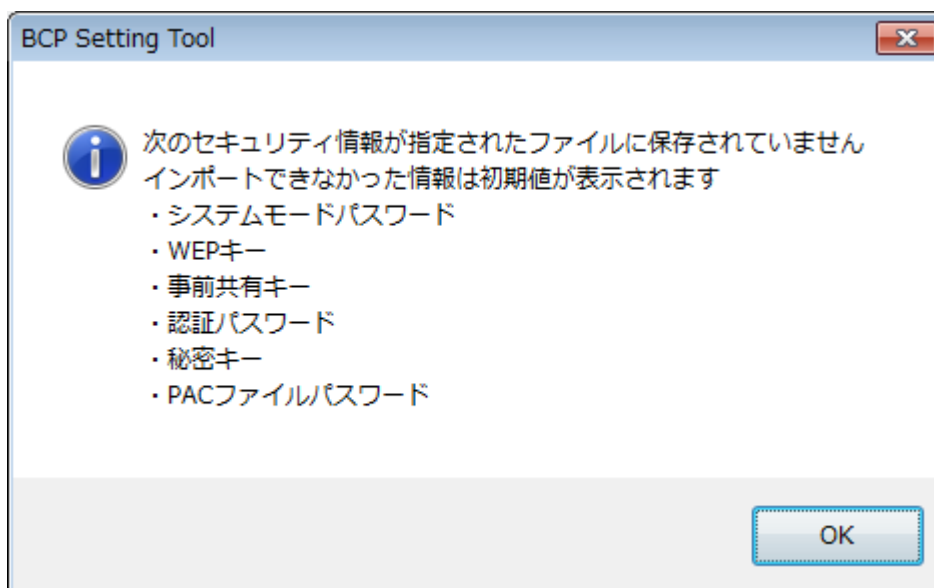 BCP Setting Tool
次のセキュリティ情報が指定されたファイルに保存されていません
インポートできなかった情報は初期値が表示されます
・システムモードパスワード
・WEPキー
・事前共有キー
・認証パスワード
・秘密キー
・PACファイルパスワード
OK